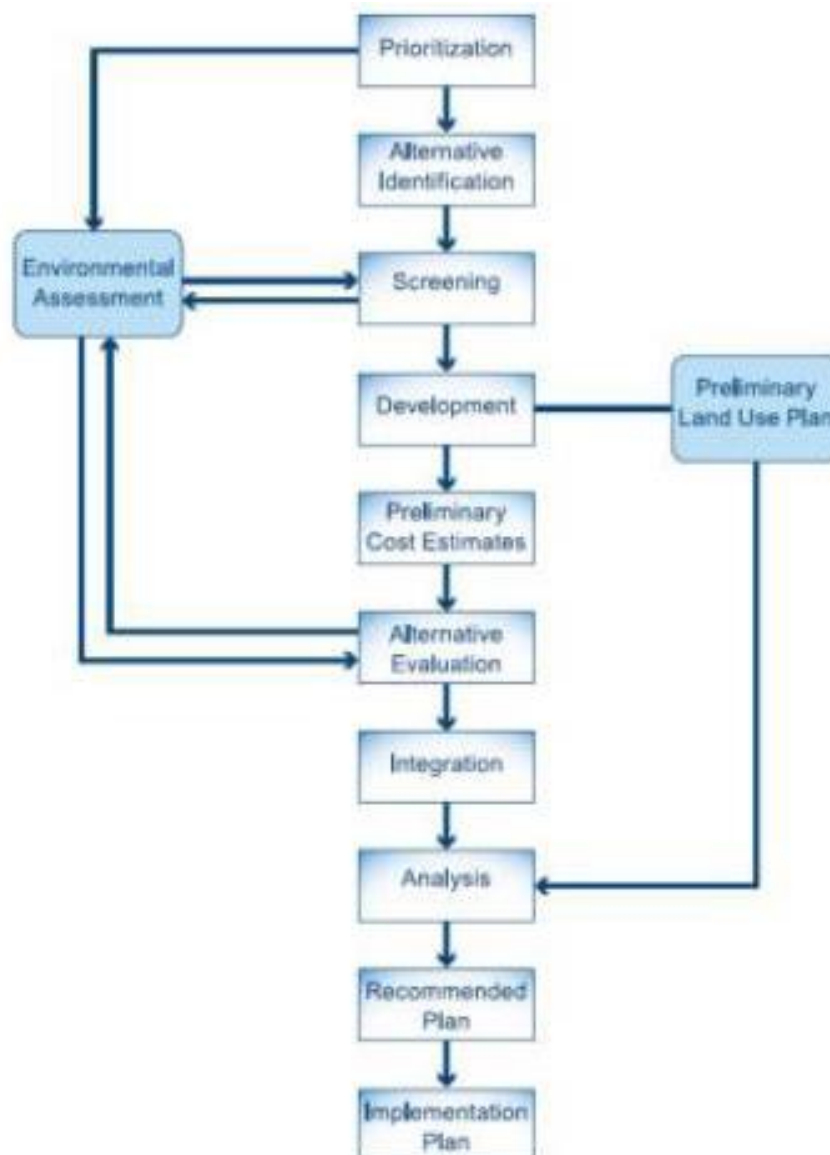 Prioritization
Alternative
Identification
Environmental
Assessment
Screening
Development
Preliminary
Land Use Plan
Preliminary
Cost Estimates
Alternative
Evaluation
Integration
Analysis
Recommended
Plan
Implementation
Plan